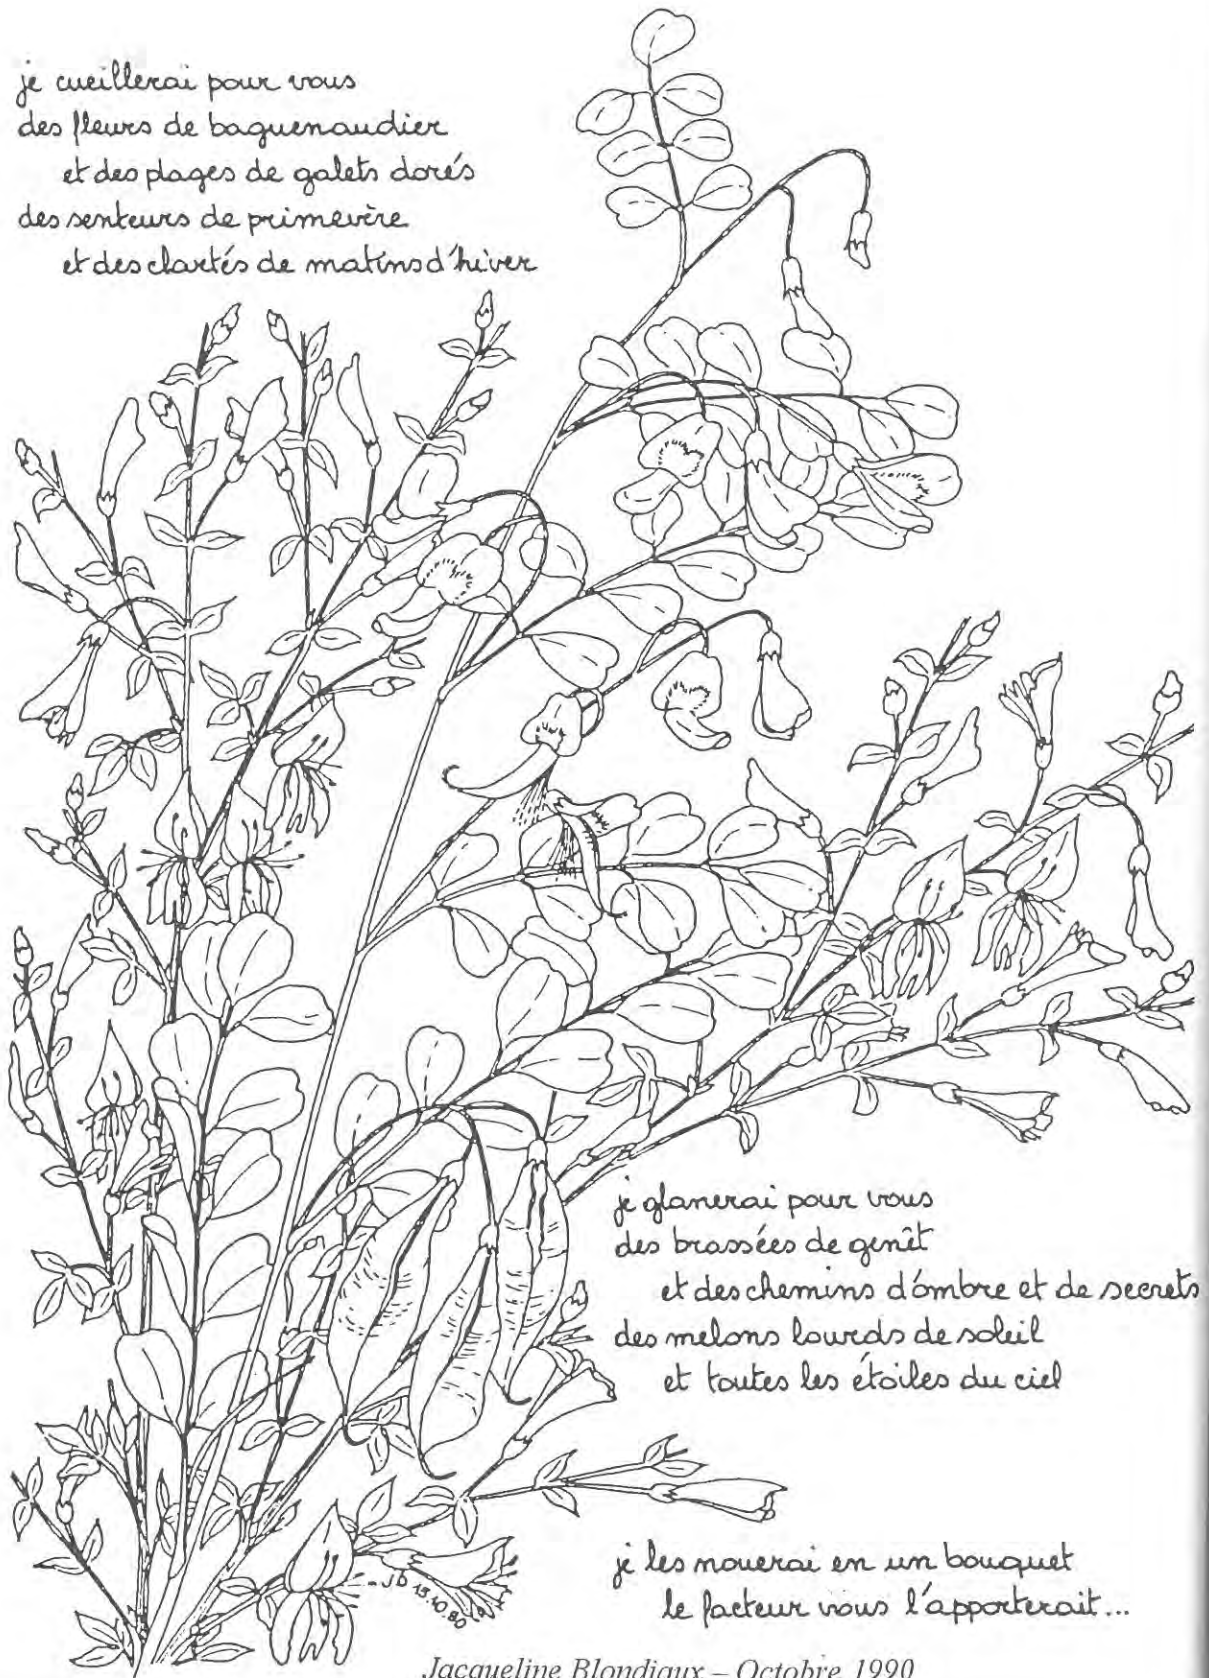 je cueillerai pour vous
des fleurs de baguenaudier
et des plages de galets dorés
des senteurs de primevère
et des clartés de matins d'hiver
je glanerai pour vous
des brassées de genêt
et des chemins d'ombre et de secrets
des melons lourds de soleil
et toutes les étoiles du ciel
je les nouerai en un bouquet
le facteur vous l'apporterait...
Jacqueline Blondiaux – Octobre 1990